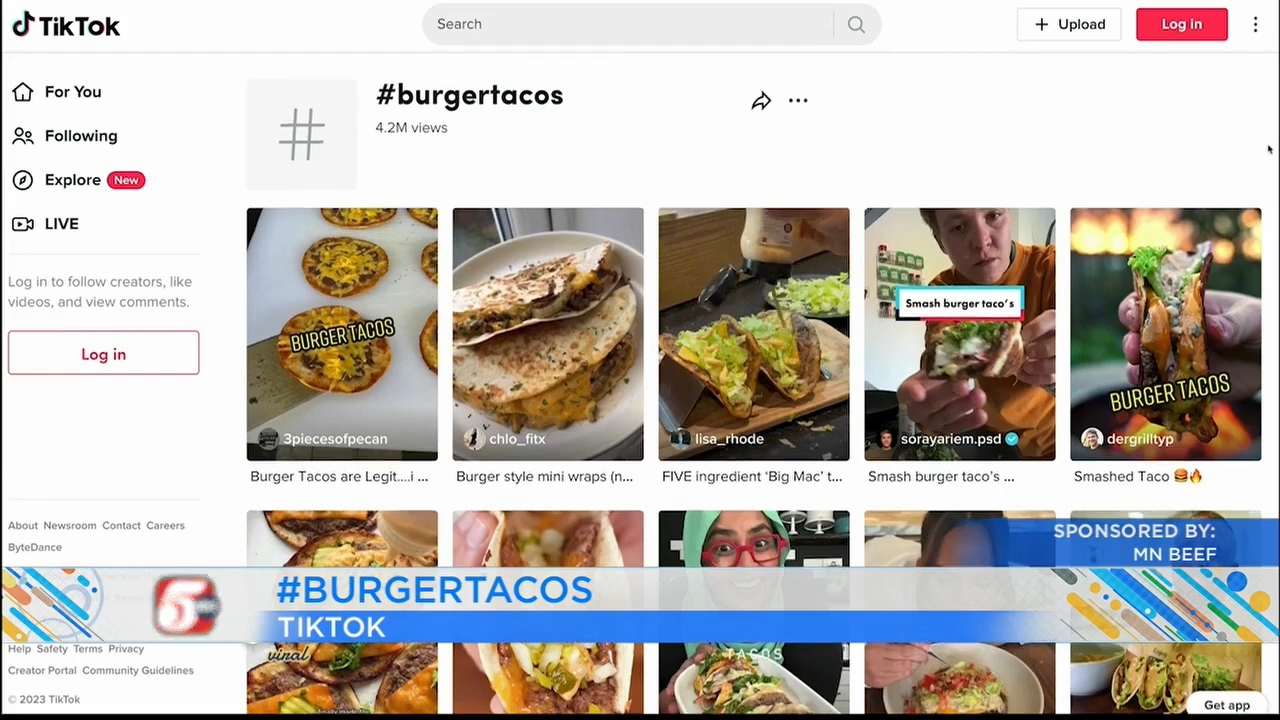 TikTok
Search
+ Upload
Log in
For You
#burgertacos
4.2M views
Following
Explore New
LIVE
Log in to follow creators, like
videos, and view comments.
Log in
BURGER TACOS
3piecesofpecan
Burger Tacos are Legit....i ...
chlo_fitx
Burger style mini wraps (n...
lisa_rhode
FIVE ingredient ‘Big Mac’ t...
Smash burger taco's
sorayariem.psd
Smash burger taco's ...
BURGER TACOS
dergrilltyp
Smashed Taco 🍔🔥
About Newsroom Contact Careers
ByteDance
SPONSORED BY:
MN BEEF
5
#BURGERTACOS
TIKTOK
Help Safety Terms Privacy
Creator Portal Community Guidelines
© 2023 TikTok
viral
TACOS
Get app